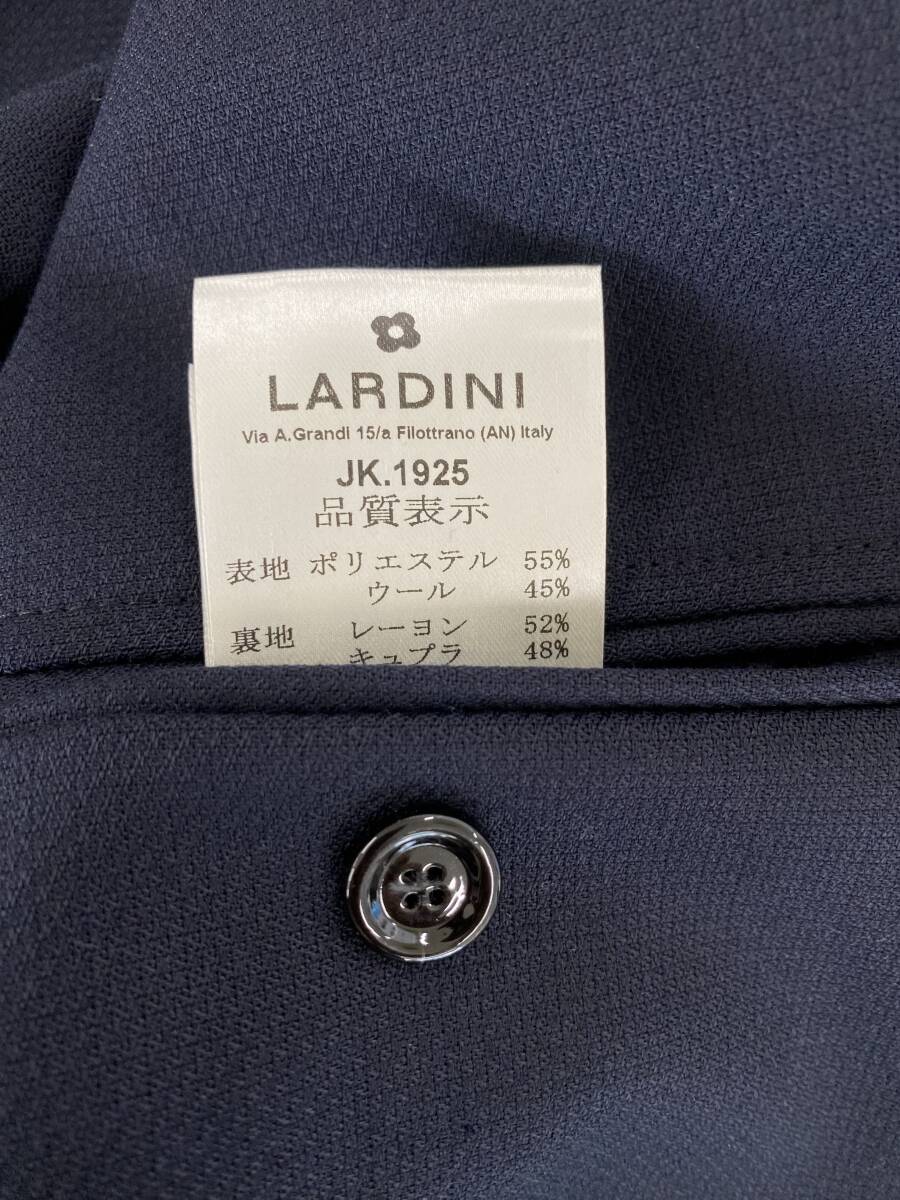 LARDINI
Via A.Grandi 15/a Filottrano (AN) Italy
JK.1925
品質表示
表地 ポリエステル 55%
ウール 45%
裏地 レーヨン 52%
キュプラ 48%